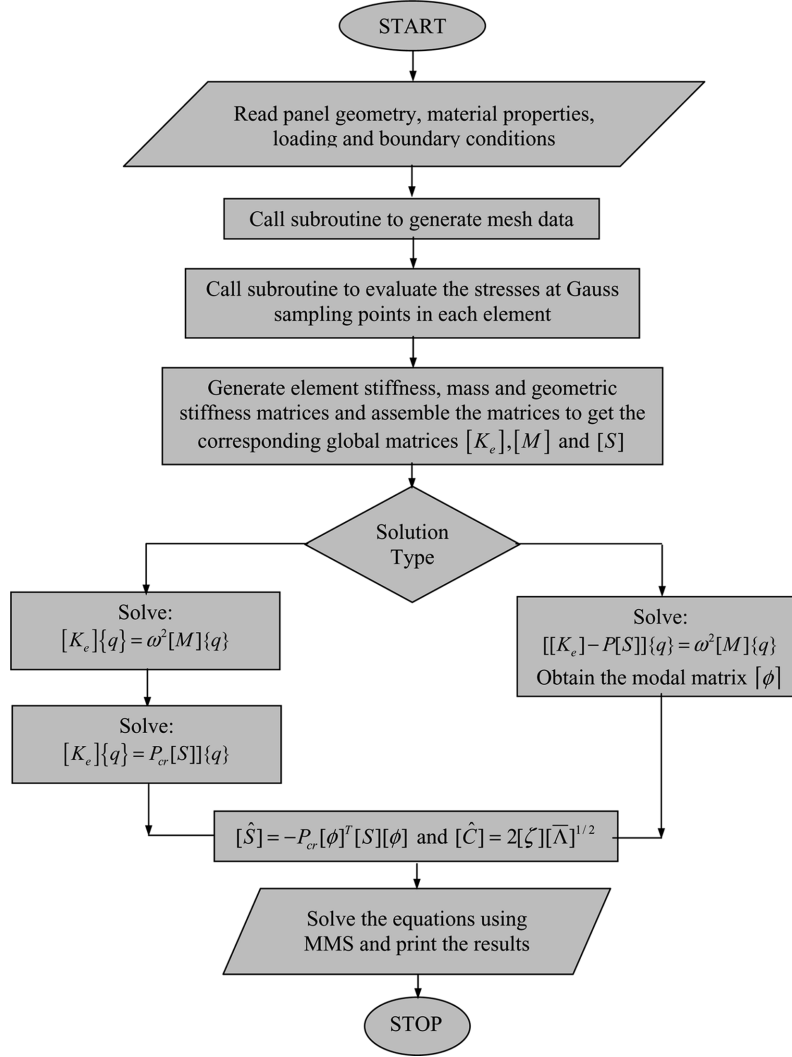 START
Read panel geometry, material properties,
loading and boundary conditions
Call subroutine to generate mesh data
Call subroutine to evaluate the stresses at Gauss
sampling points in each element
Generate element stiffness, mass and geometric
stiffness matrices and assemble the matrices to get the
corresponding global matrices [K_e],[M] and [S]
Solution
Type
Solve:
[K_e]{q} = ω²[M]{q}
Solve:
[K_e]{q} = P_cr[S]]{q}
Solve:
[[K_e]−P[S]]{q} = ω²[M]{q}
Obtain the modal matrix ⌈ϕ⌉
[Ŝ] = −P_cr[ϕ]^T[S][ϕ] and [Ĉ] = 2[ζ][Λ̅]^1/2
Solve the equations using
MMS and print the results
STOP